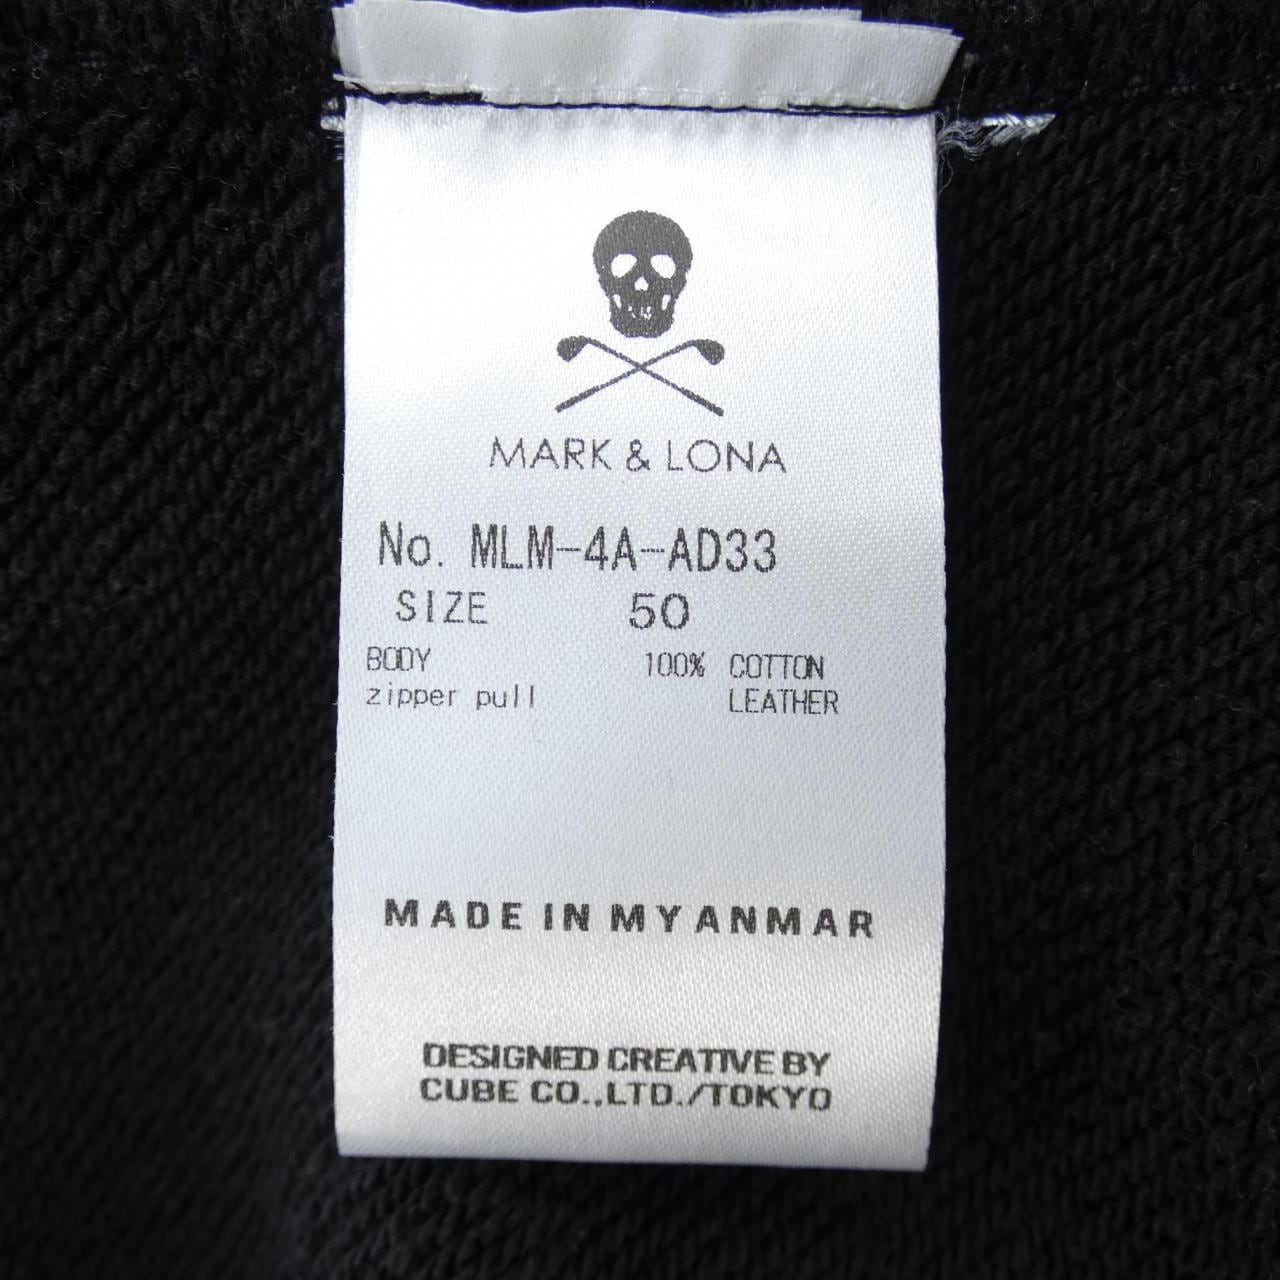 MARK & LONA
No. MLM-4A-AD33
SIZE 50
BODY 100% COTTON
zipper pull LEATHER
MADE IN MYANMAR
DESIGNED CREATIVE BY
CUBE CO.,LTD./TOKYO